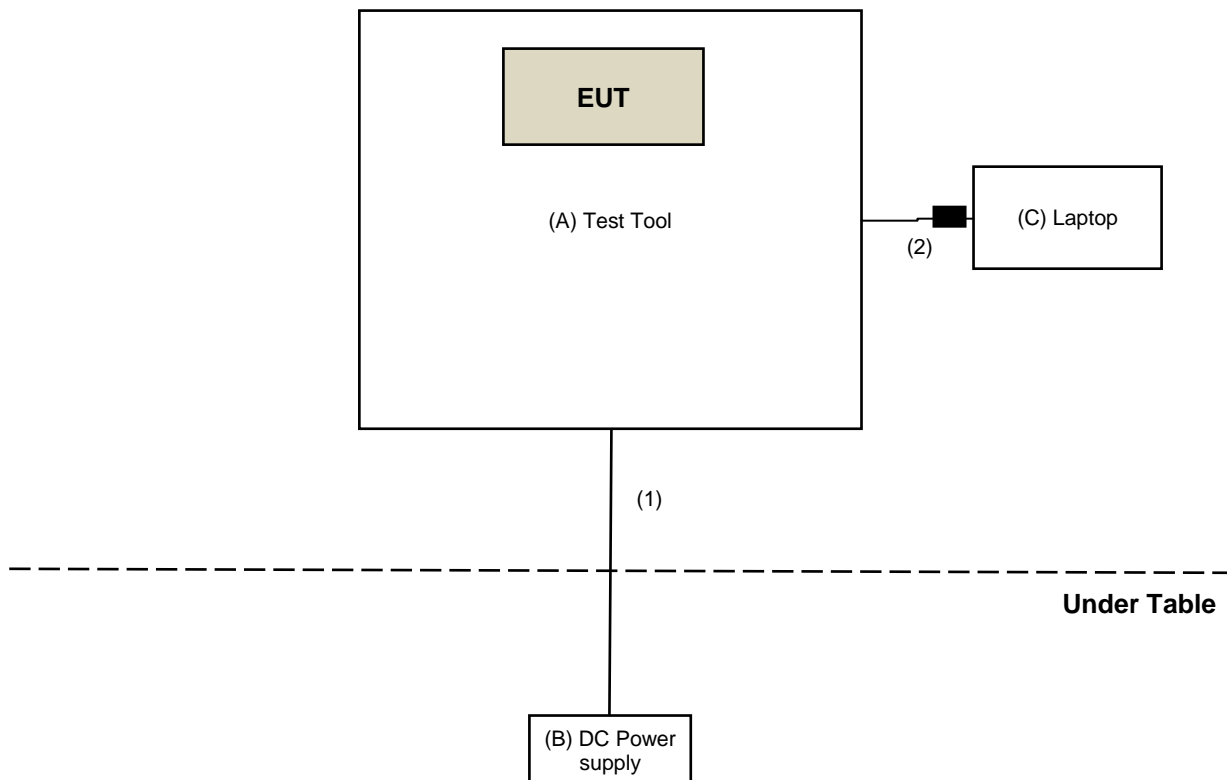 EUT
(A) Test Tool
(C) Laptop
(2)
(1)
Under Table
(B) DC Power
supply